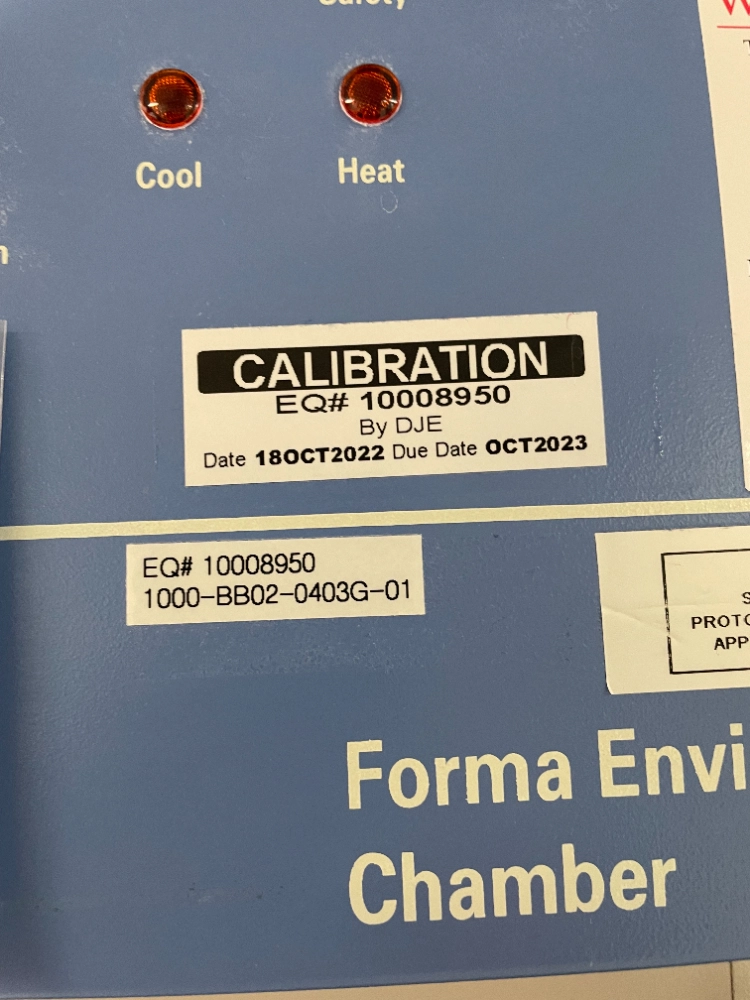 Safety
Cool
Heat
CALIBRATION
EQ# 10008950
By DJE
Date 18OCT2022 Due Date OCT2023
EQ# 10008950
1000-BB02-0403G-01
Forma Envi
Chamber